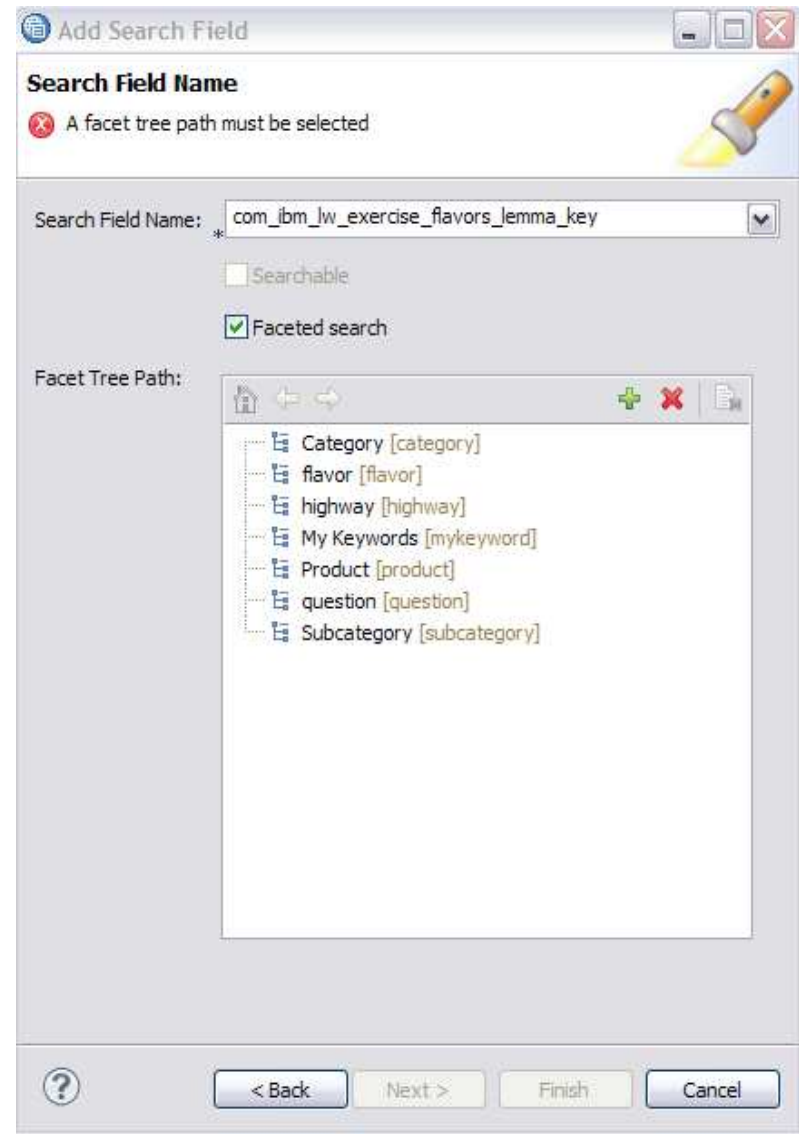 Add Search Field
Search Field Name
A facet tree path must be selected
Search Field Name: * com_ibm_lw_exercise_flavors_lemma_key
Searchable
Faceted search
Facet Tree Path:
Category [category]
flavor [flavor]
highway [highway]
My Keywords [mykeyword]
Product [product]
question [question]
Subcategory [subcategory]
? < Back Next > Finish Cancel